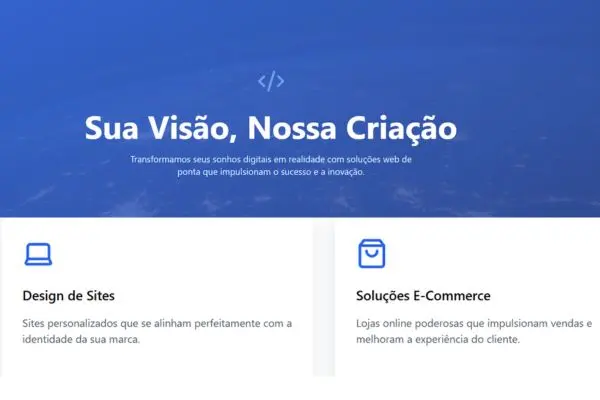 </>
Sua Visão, Nossa Criação
Transformamos seus sonhos digitais em realidade com soluções web de
ponta que impulsionam o sucesso e a inovação.
Design de Sites
Sites personalizados que se alinham perfeitamente com a
identidade da sua marca.
Soluções E-Commerce
Lojas online poderosas que impulsionam vendas e
melhoram a experiência do cliente.